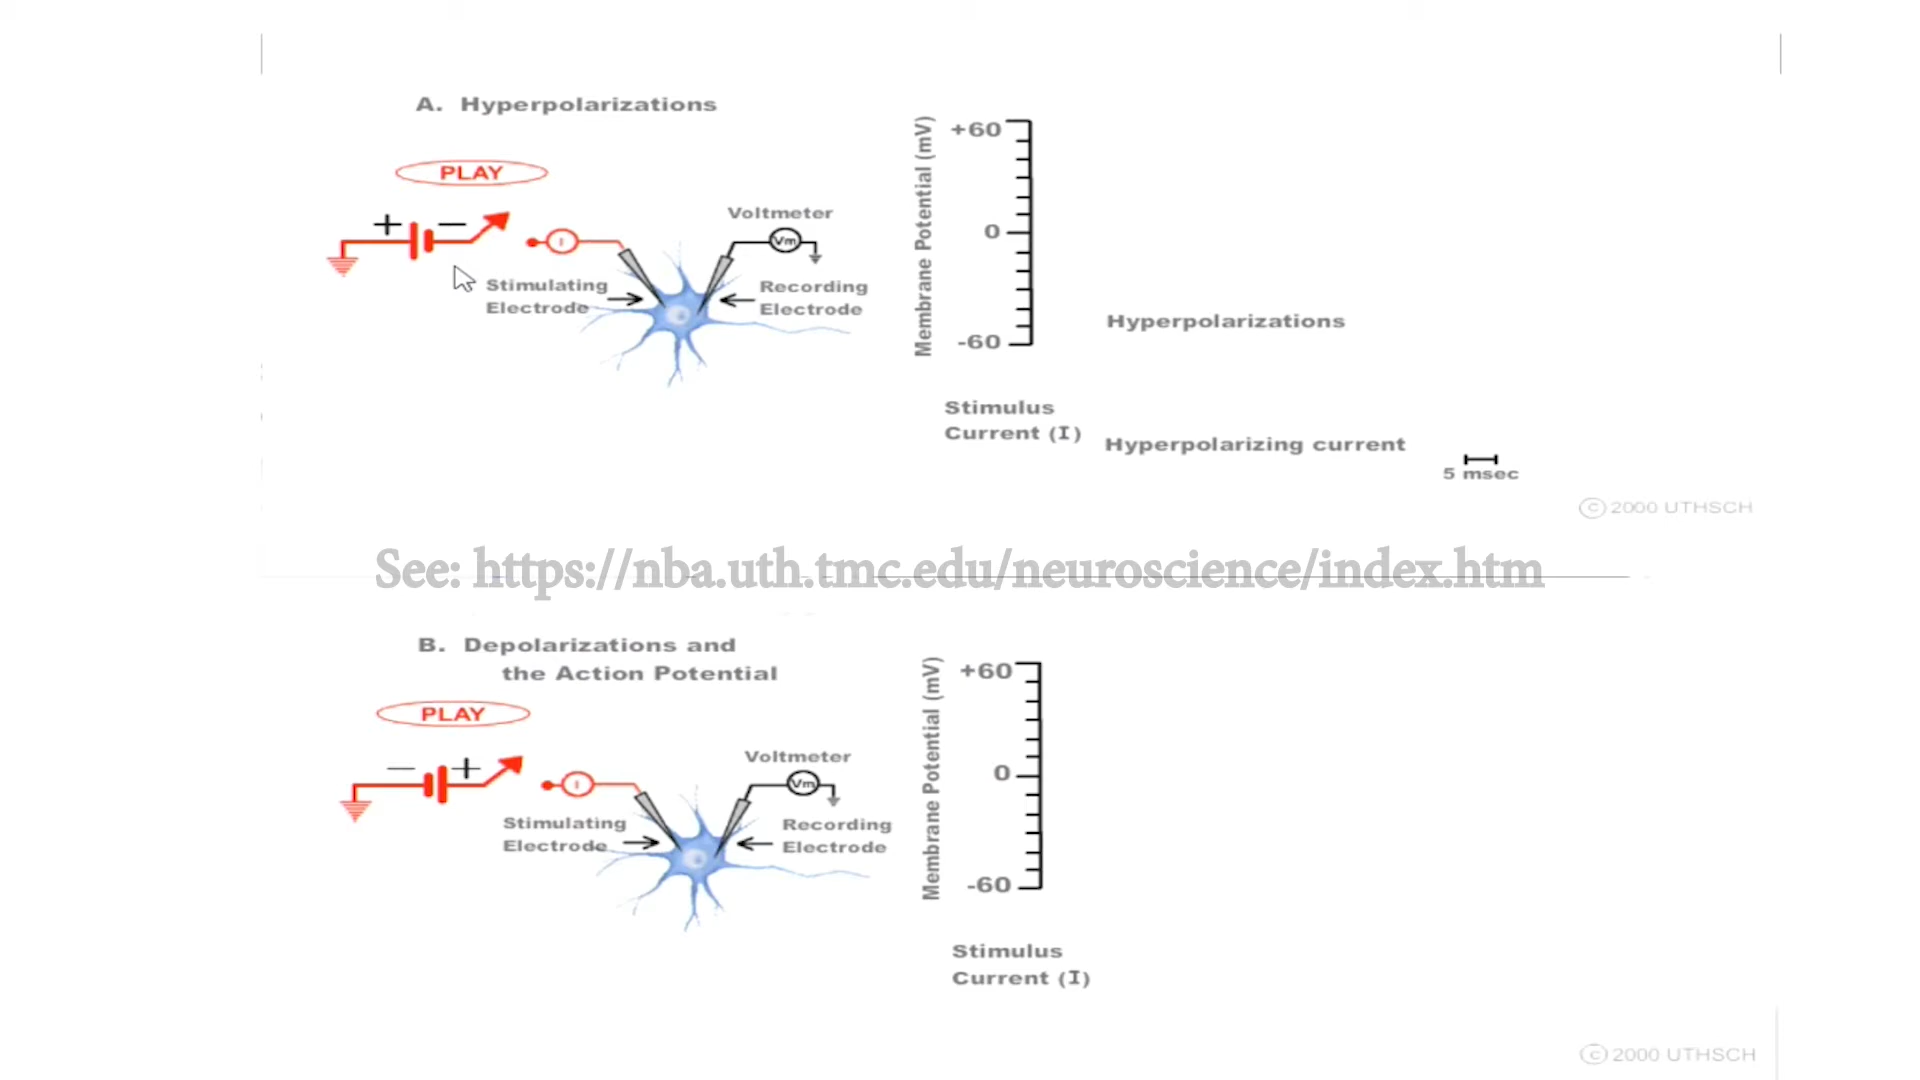 A. Hyperpolarizations
PLAY
+ −
I
Voltmeter
Vm
Stimulating
Electrode
Recording
Electrode
Membrane Potential (mV)
+60
0
-60
Hyperpolarizations
Stimulus
Current (I)
Hyperpolarizing current
5 msec
© 2000 UTHSCH
See: https://nba.uth.tmc.edu/neuroscience/index.htm
B. Depolarizations and
the Action Potential
PLAY
− +
I
Voltmeter
Vm
Stimulating
Electrode
Recording
Electrode
Membrane Potential (mV)
+60
0
-60
Stimulus
Current (I)
© 2000 UTHSCH